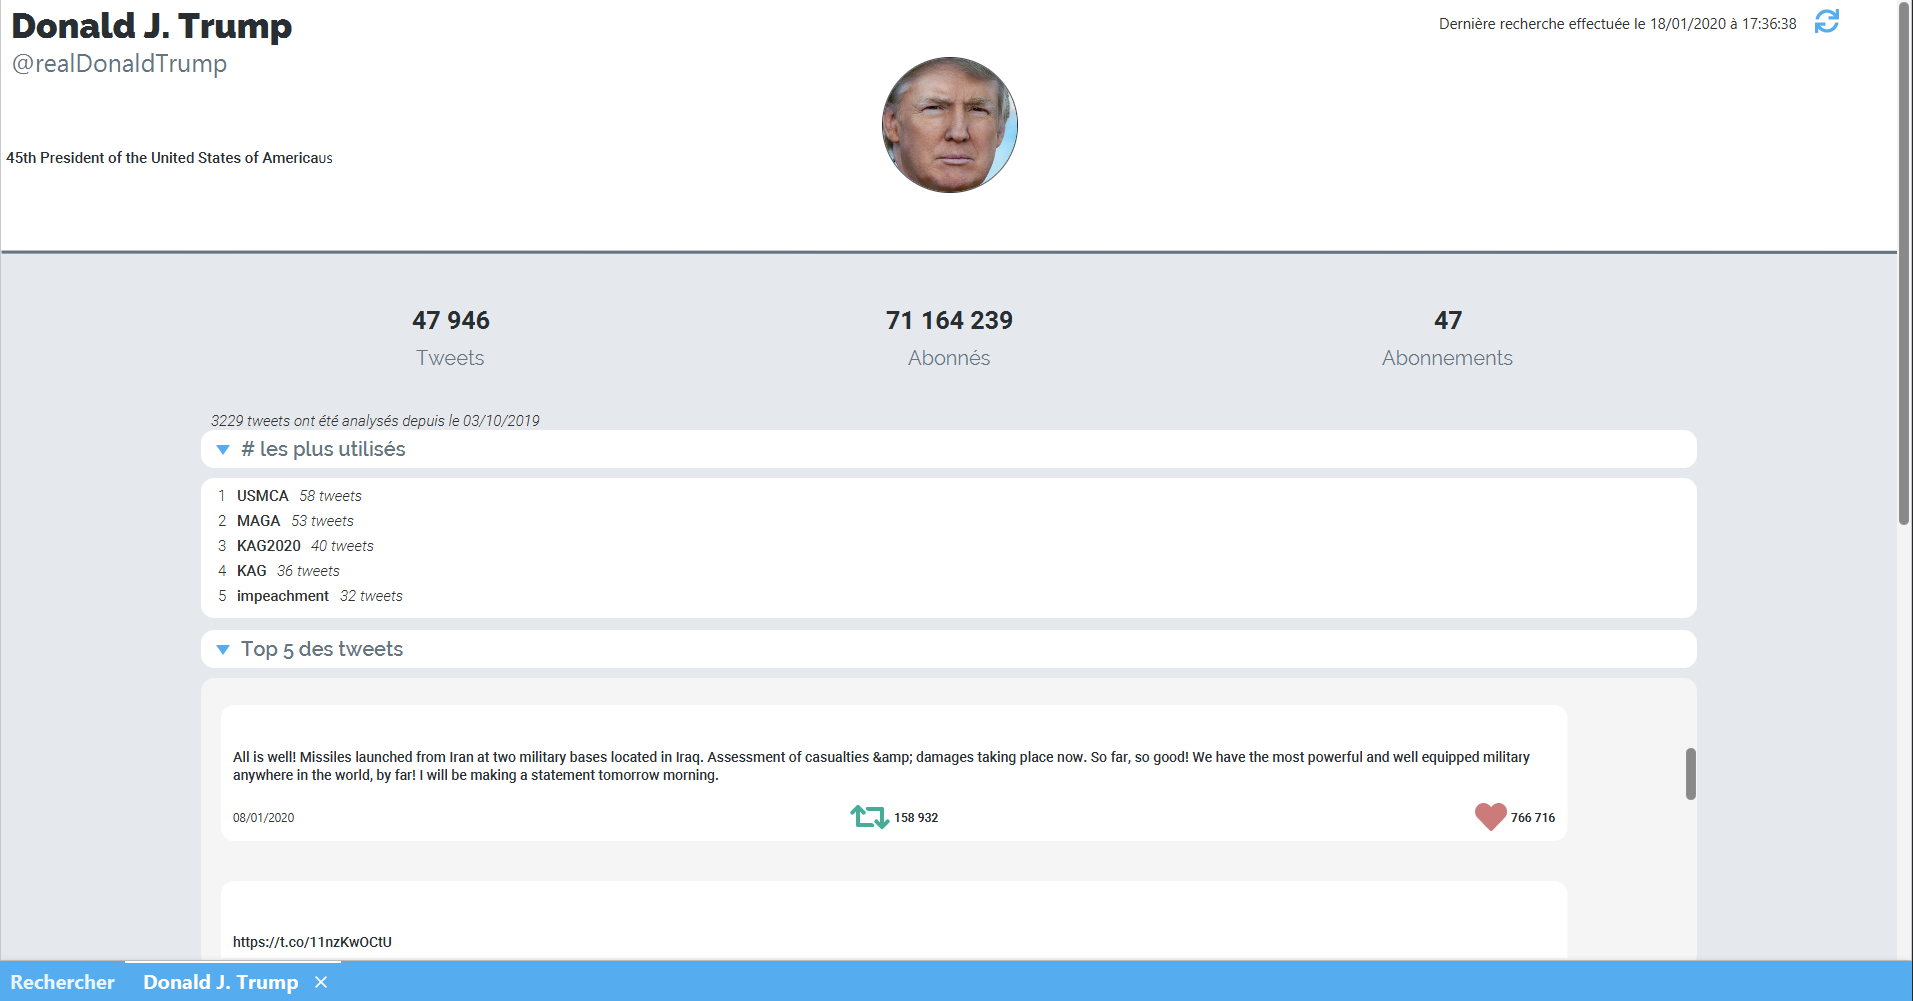 Donald J. Trump
@realDonaldTrump
Dernière recherche effectuée le 18/01/2020 à 17:36:38
45th President of the United States of Americaus
47 946
Tweets
71 164 239
Abonnés
47
Abonnements
3229 tweets ont été analysés depuis le 03/10/2019
# les plus utilisés
1 USMCA 58 tweets
2 MAGA 53 tweets
3 KAG2020 40 tweets
4 KAG 36 tweets
5 impeachment 32 tweets
Top 5 des tweets
All is well! Missiles launched from Iran at two military bases located in Iraq. Assessment of casualties &amp; damages taking place now. So far, so good! We have the most powerful and well equipped military
anywhere in the world, by far! I will be making a statement tomorrow morning.
08/01/2020 158 932 766 716
https://t.co/11nzKwOCtU
Rechercher Donald J. Trump ×